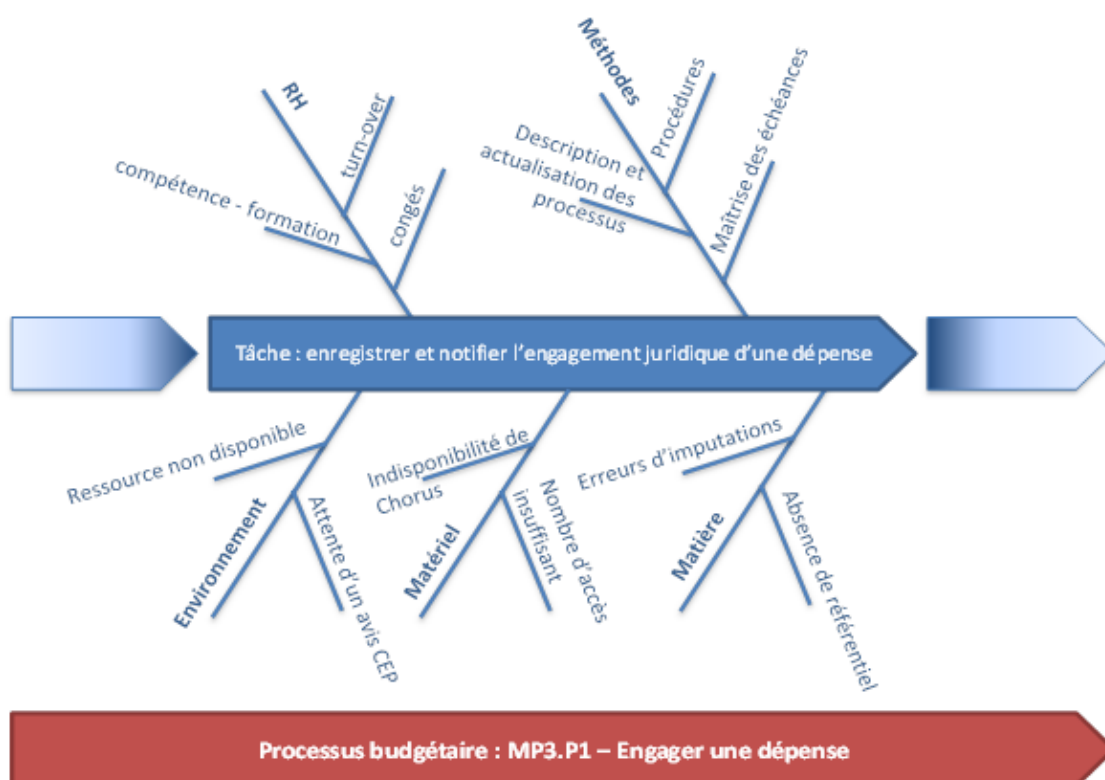 RH
turn-over
compétence - formation
congés
Méthodes
Procédures
Description et
actualisation des
processus
Maîtrise des échéances
Tâche : enregistrer et notifier l'engagement juridique d'une dépense
Ressource non disponible
Environnement
Attente d'un avis CEP
Indisponibilité de
Chorus
Matériel
Nombre d'accès
insuffisant
Erreurs d'imputations
Matière
Absence de référentiel
Processus budgétaire : MP3.P1 – Engager une dépense